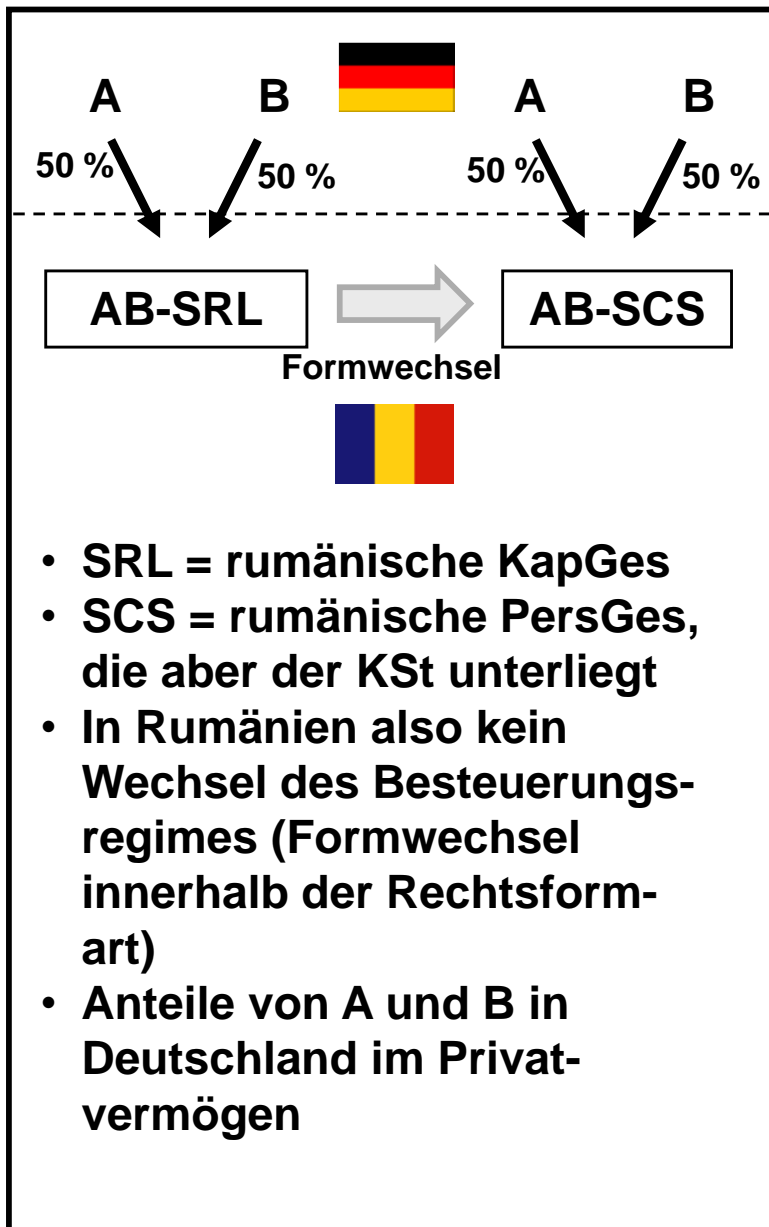 A B A B
50 % 50 % 50 % 50 %
AB-SRL AB-SCS
Formwechsel
• SRL = rumänische KapGes
• SCS = rumänische PersGes,
die aber der KSt unterliegt
• In Rumänien also kein
Wechsel des Besteuerungs-
regimes (Formwechsel
innerhalb der Rechtsform-
art)
• Anteile von A und B in
Deutschland im Privat-
vermögen